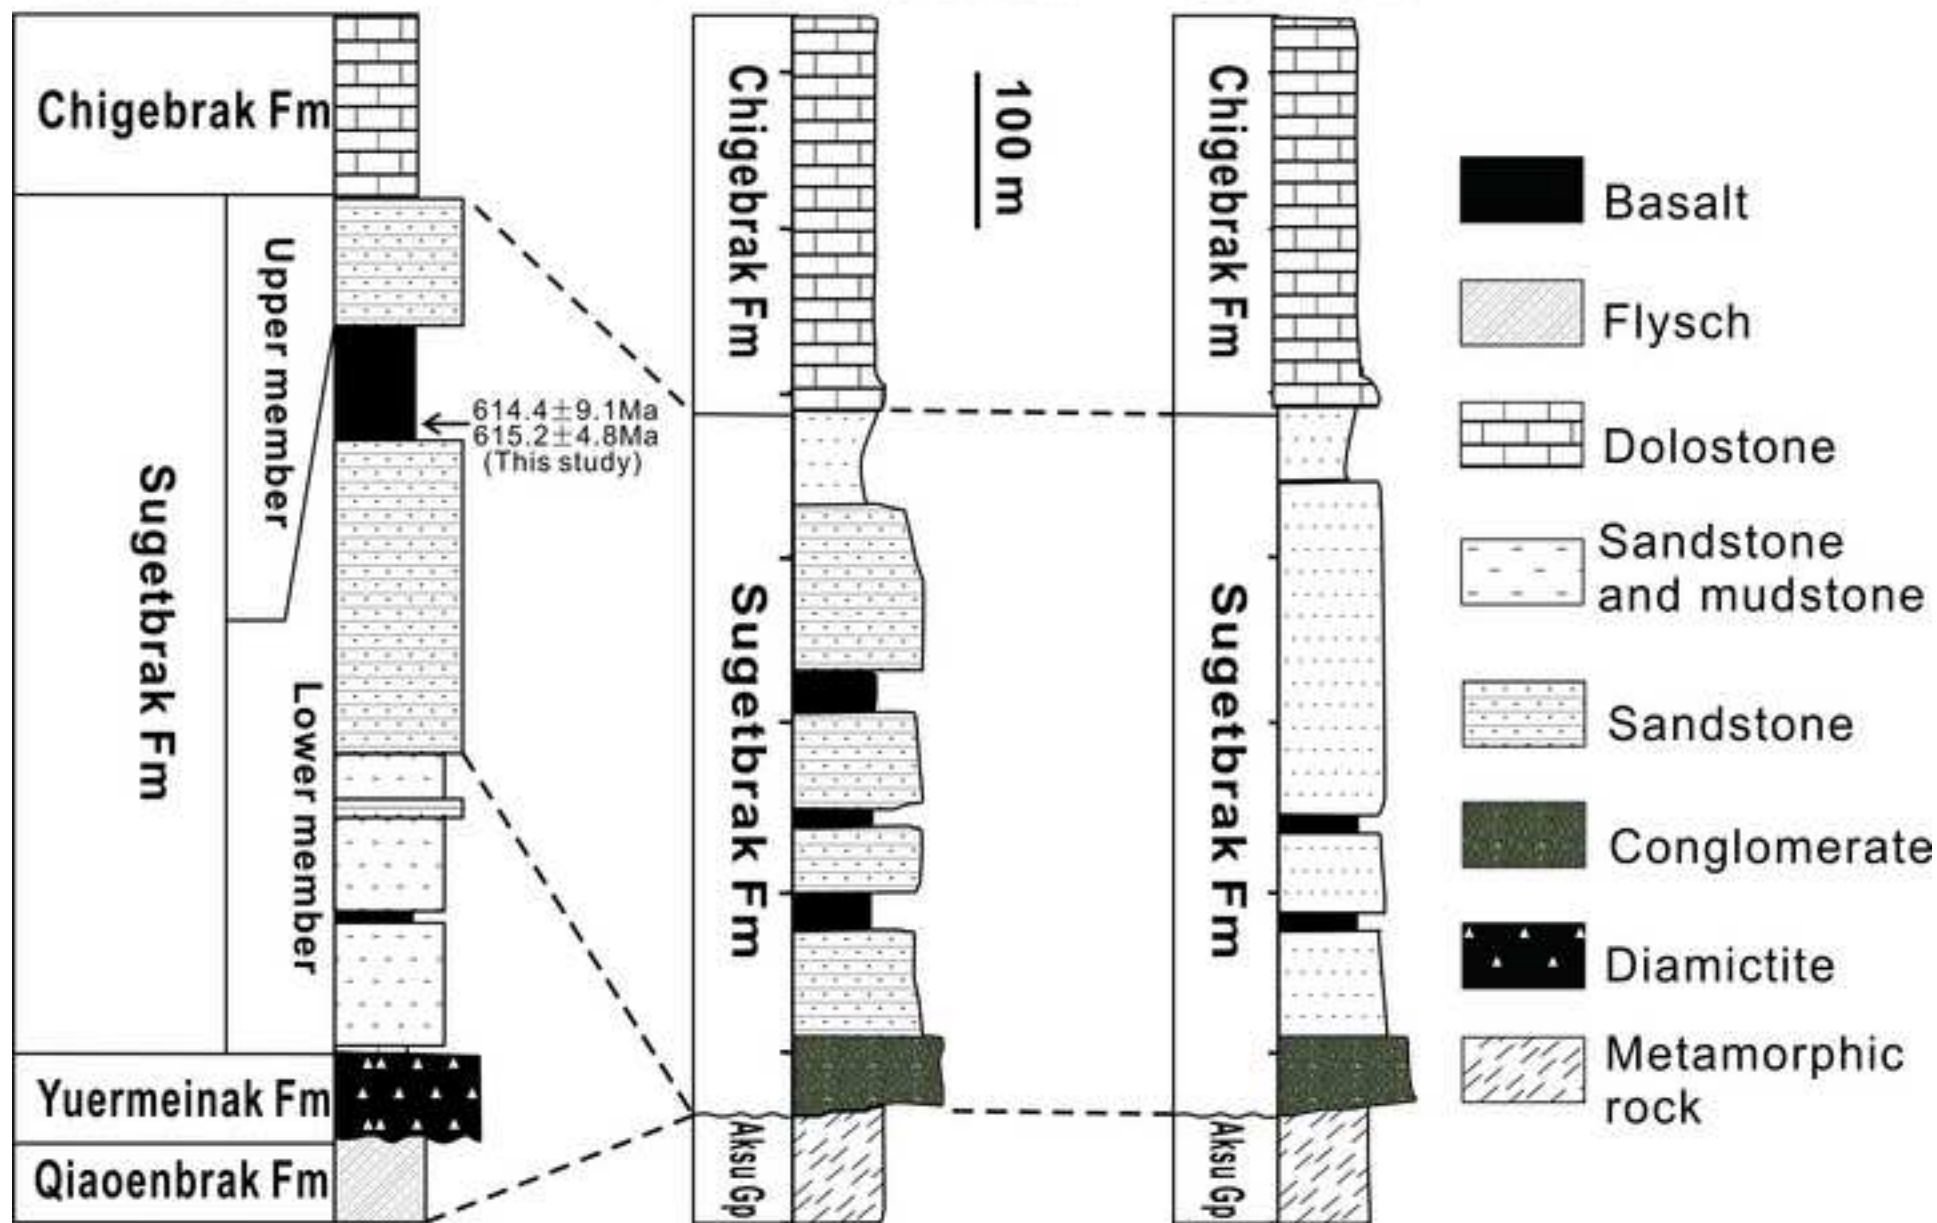 Chigebrak Fm
Upper member
614.4±9.1Ma
615.2±4.8Ma
(This study)
Sugetbrak Fm
Lower member
Yuermeinak Fm
Qiaoenbrak Fm
Chigebrak Fm
100 m
Sugetbrak Fm
Aksu Gp
Chigebrak Fm
Sugetbrak Fm
Aksu Gp
Basalt
Flysch
Dolostone
Sandstone
and mudstone
Sandstone
Conglomerate
Diamictite
Metamorphic
rock